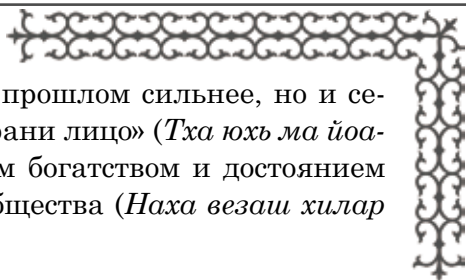 прошлом сильнее, но и се-
рани лицо» (Тха юхь ма йоа-
м богатством и достоянием
бщества (Наха везаш хилар